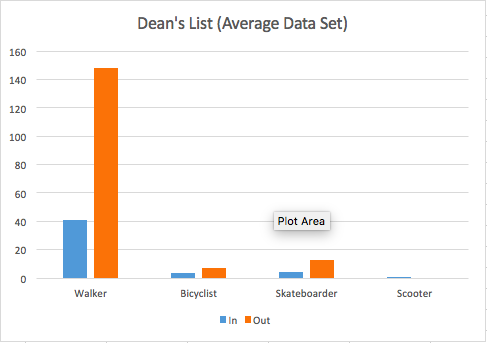 Dean's List (Average Data Set)
160
140
120
100
80
60
40
20
0
Plot Area
Walker Bicyclist Skateboarder Scooter
In Out